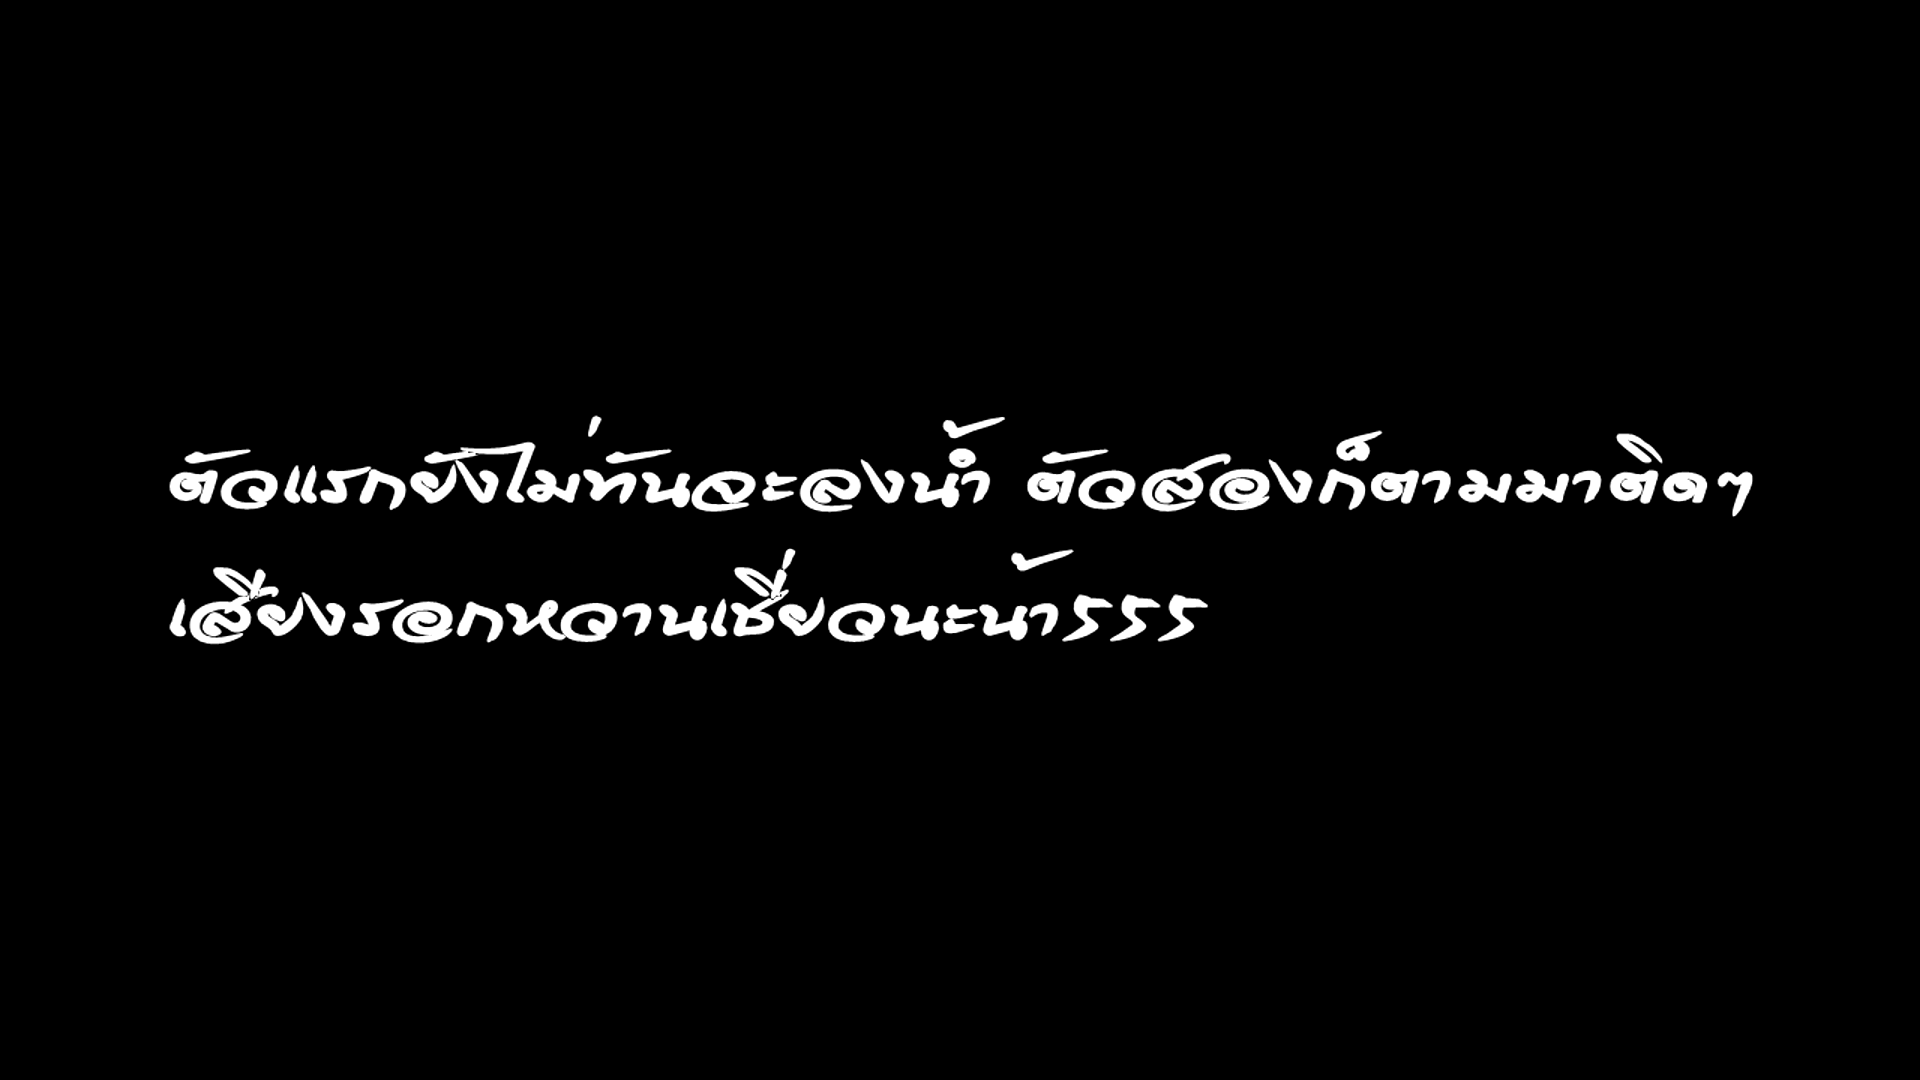 ตัวแรกยังไม่ทันจะลงน้ำ ตัวสองก็ตามมาติดๆ
เสียงรอกหวานเชี่ยวนะน้า555